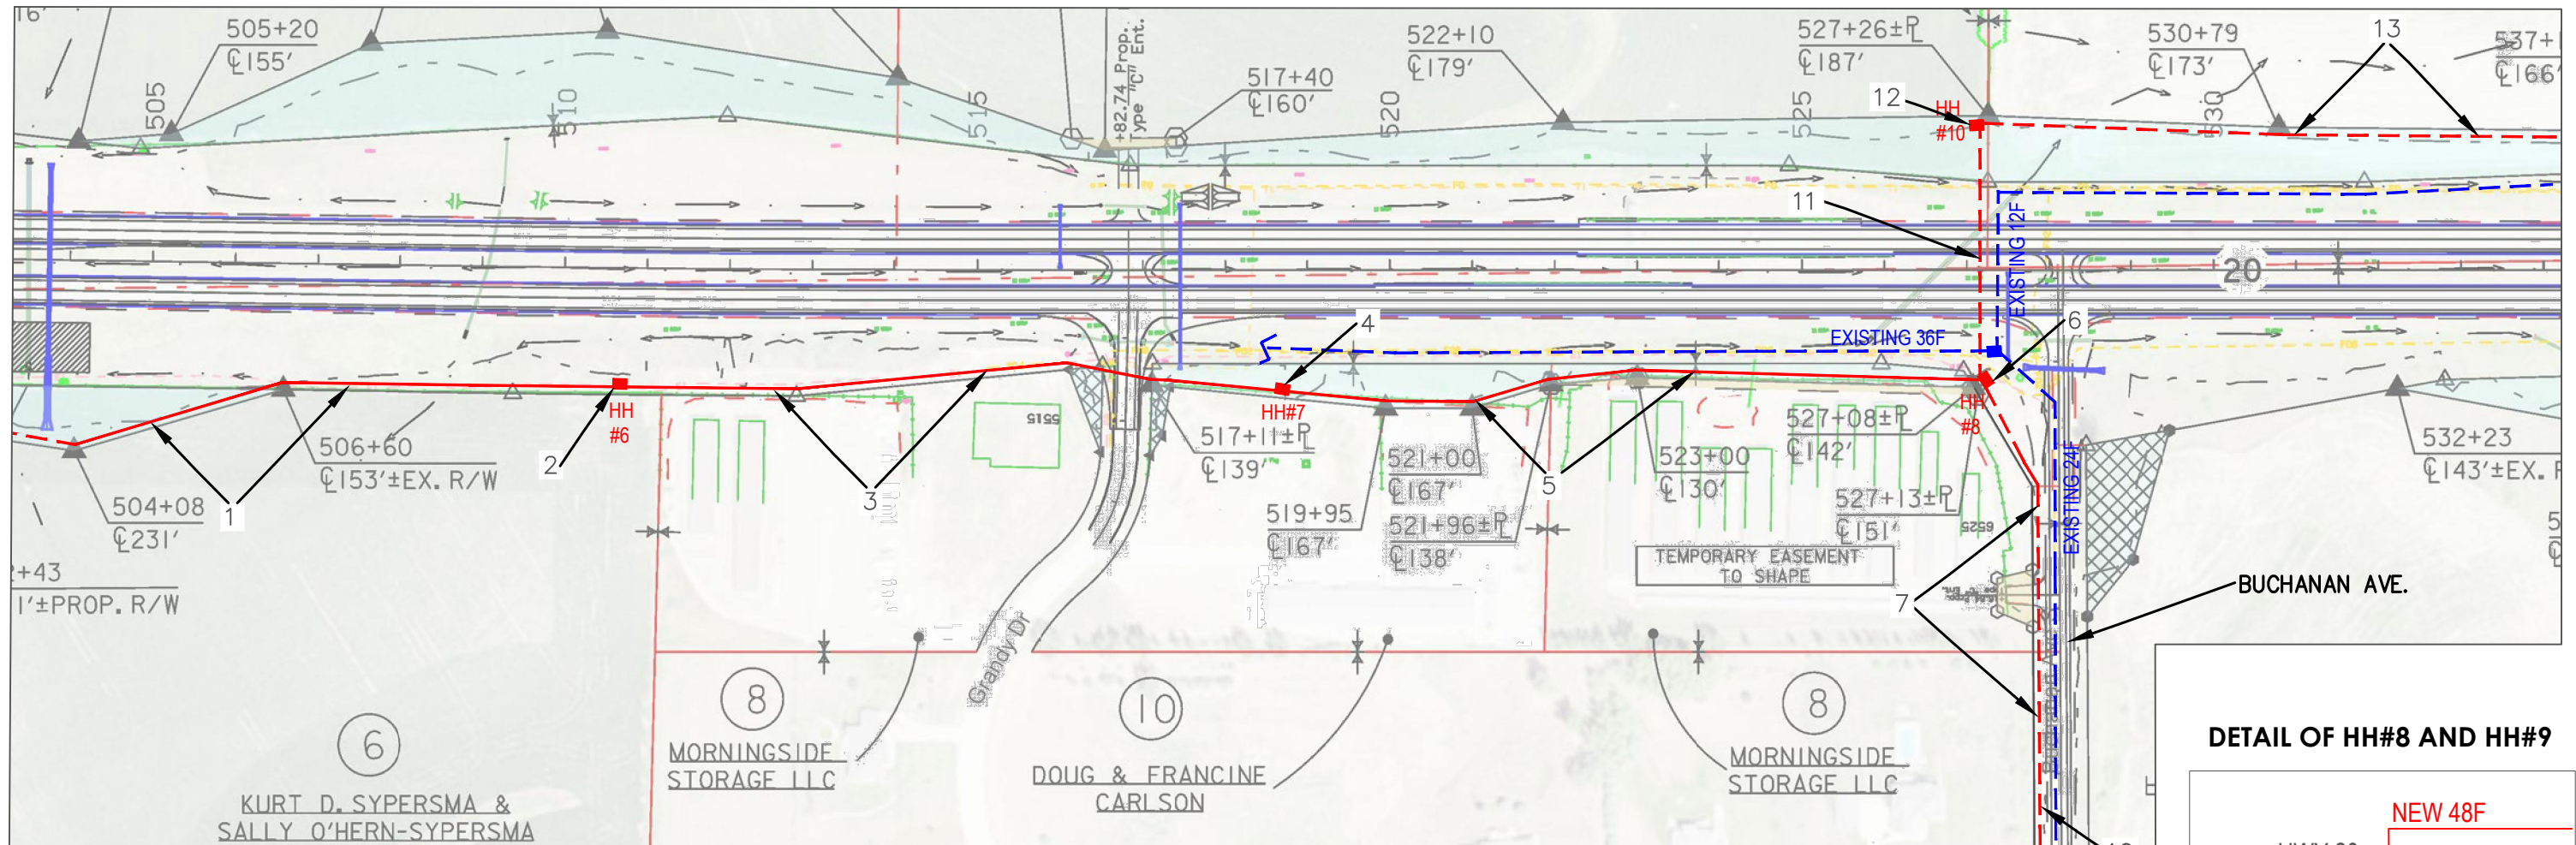 16'
505+20
℄155'
505
510
+82.74 Prop.
Type "C" Ent.
515
517+40
℄160'
522+10
℄179'
520
527+26±℄
℄187'
525
12
HH
#10
530+79
℄173'
530
13
537+1
℄166'
11
EXISTING 12F
20
4
EXISTING 36F
6
HH
#6
2
506+60
℄153'±EX. R/W
1
504+08
℄231'
3
5515
HH#7
517+11±℄
℄139'
519+95
℄167'
521+00
℄167'
521+96±℄
℄138'
5
523+00
℄130'
527+08±℄
℄142'
HH
#8
527+13±℄
℄151'
6525
TEMPORARY EASEMENT
TO SHAPE
EXISTING 24F
532+23
℄143'±EX. R
2+43
1'±PROP. R/W
7
BUCHANAN AVE.
Grandy Dr
6
KURT D. SYPERSMA &
SALLY O'HERN-SYPERSMA
8
MORNINGSIDE
STORAGE LLC
10
DOUG & FRANCINE
CARLSON
8
MORNINGSIDE
STORAGE LLC
DETAIL OF HH#8 AND HH#9
NEW 48F